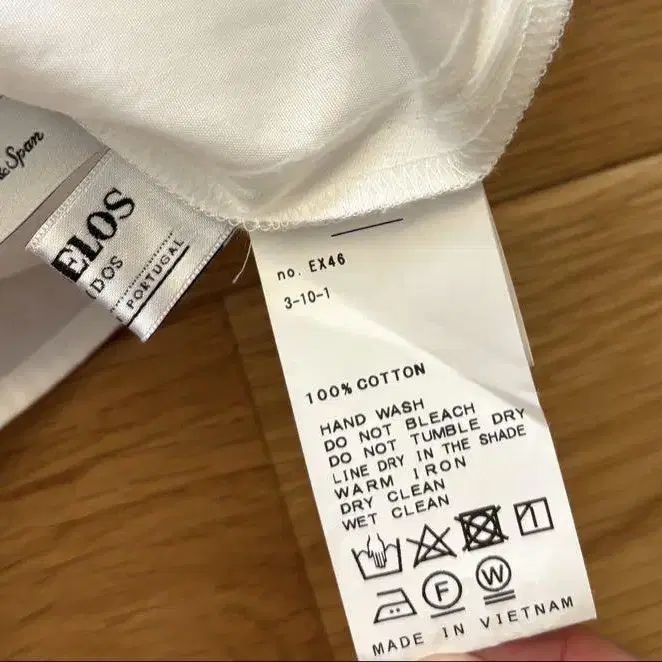 & Span
ELOS
DOS
PORTUGAL
no. EX46
3-10-1
100% COTTON
HAND WASH
DO NOT BLEACH
DO NOT TUMBLE DRY
LINE DRY IN THE SHADE
WARM IRON
DRY CLEAN
WET CLEAN
F
W
MADE IN VIETNAM